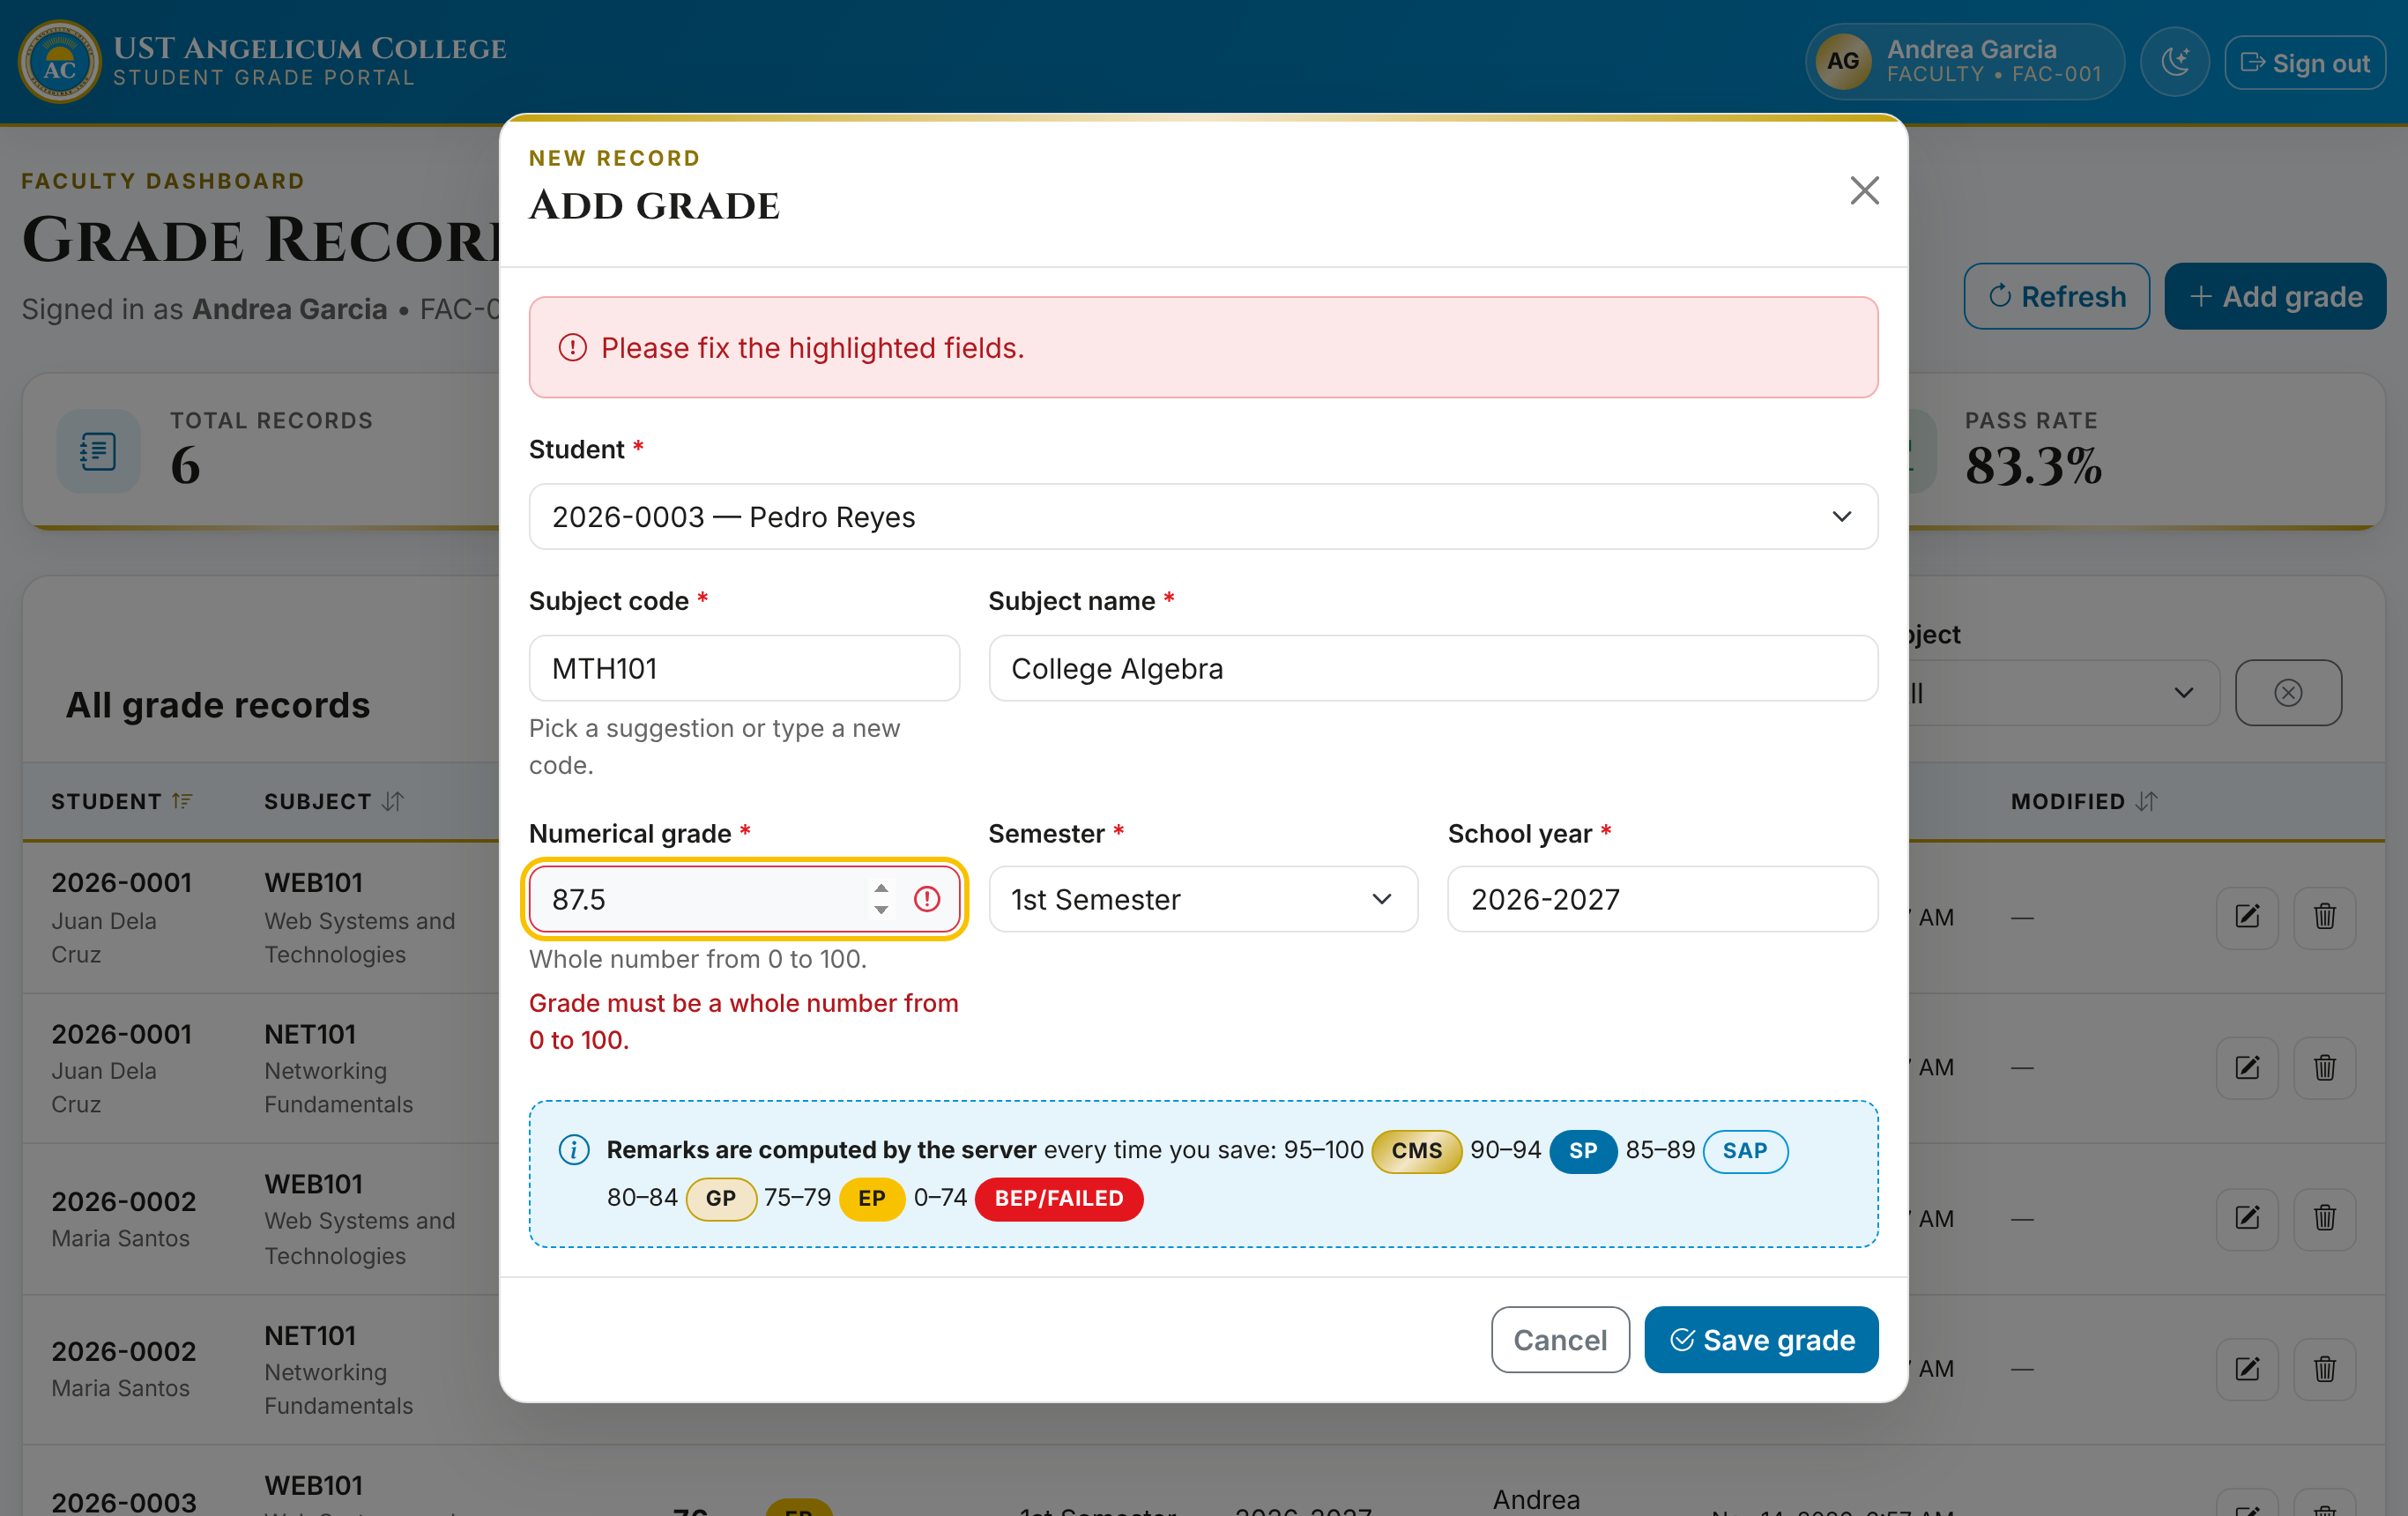 AC
UST ANGELICUM COLLEGE
STUDENT GRADE PORTAL
AG
Andrea Garcia
FACULTY • FAC-001
Sign out
FACULTY DASHBOARD
GRADE RECOR
Signed in as Andrea Garcia • FAC-0
Refresh
Add grade
TOTAL RECORDS
6
PASS RATE
83.3%
NEW RECORD
ADD GRADE
Please fix the highlighted fields.
Student *
2026-0003 — Pedro Reyes
Subject code *
Subject name *
MTH101
College Algebra
Pick a suggestion or type a new
code.
Numerical grade *
Semester *
School year *
87.5
1st Semester
2026-2027
Whole number from 0 to 100.
Grade must be a whole number from
0 to 100.
Remarks are computed by the server every time you save: 95–100 CMS 90–94 SP 85–89 SAP
80–84 GP 75–79 EP 0–74 BEP/FAILED
Cancel
Save grade
All grade records
STUDENT
SUBJECT
MODIFIED
2026-0001
Juan Dela
Cruz
WEB101
Web Systems and
Technologies
AM
—
2026-0001
Juan Dela
Cruz
NET101
Networking
Fundamentals
AM
—
2026-0002
Maria Santos
WEB101
Web Systems and
Technologies
AM
—
2026-0002
Maria Santos
NET101
Networking
Fundamentals
AM
—
2026-0003
WEB101
Andrea